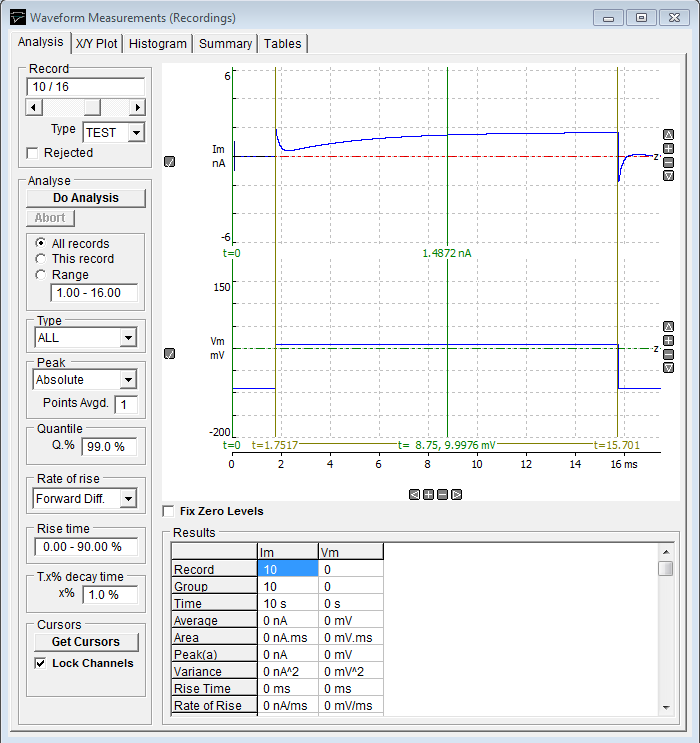 Waveform Measurements (Recordings)
Analysis X/Y Plot Histogram Summary Tables
Record
10 / 16
Type TEST
Rejected
Analyse
Do Analysis
Abort
All records
This record
Range
1.00 - 16.00
Type
ALL
Peak
Absolute
Points Avgd. 1
Quantile
Q.% 99.0 %
Rate of rise
Forward Diff.
Rise time
0.00 - 90.00 %
T.x% decay time
x% 1.0 %
Cursors
Get Cursors
Lock Channels
6
Im
nA
z
-6
t=0 1.4872 nA
150
Vm
mV
z
-200
t=0 t=1.7517 t= 8.75, 9.9976 mV t=15.701
0 2 4 6 8 10 12 14 16 ms
Fix Zero Levels
Results
Im Vm
Record 10 0
Group 10 0
Time 10 s 0 s
Average 0 nA 0 mV
Area 0 nA.ms 0 mV.ms
Peak(a) 0 nA 0 mV
Variance 0 nA^2 0 mV^2
Rise Time 0 ms 0 ms
Rate of Rise 0 nA/ms 0 mV/ms